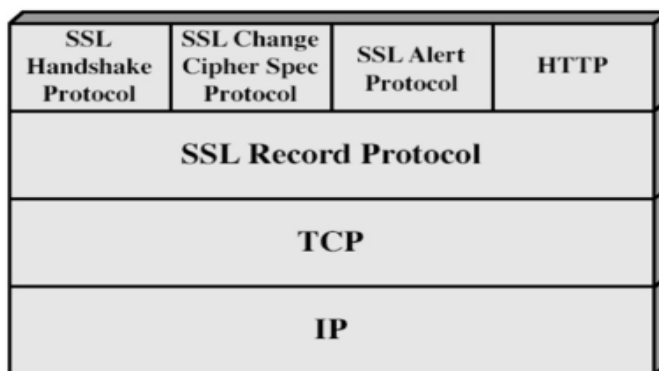 SSL
Handshake
Protocol
SSL Change
Cipher Spec
Protocol
SSL Alert
Protocol
HTTP
SSL Record Protocol
TCP
IP